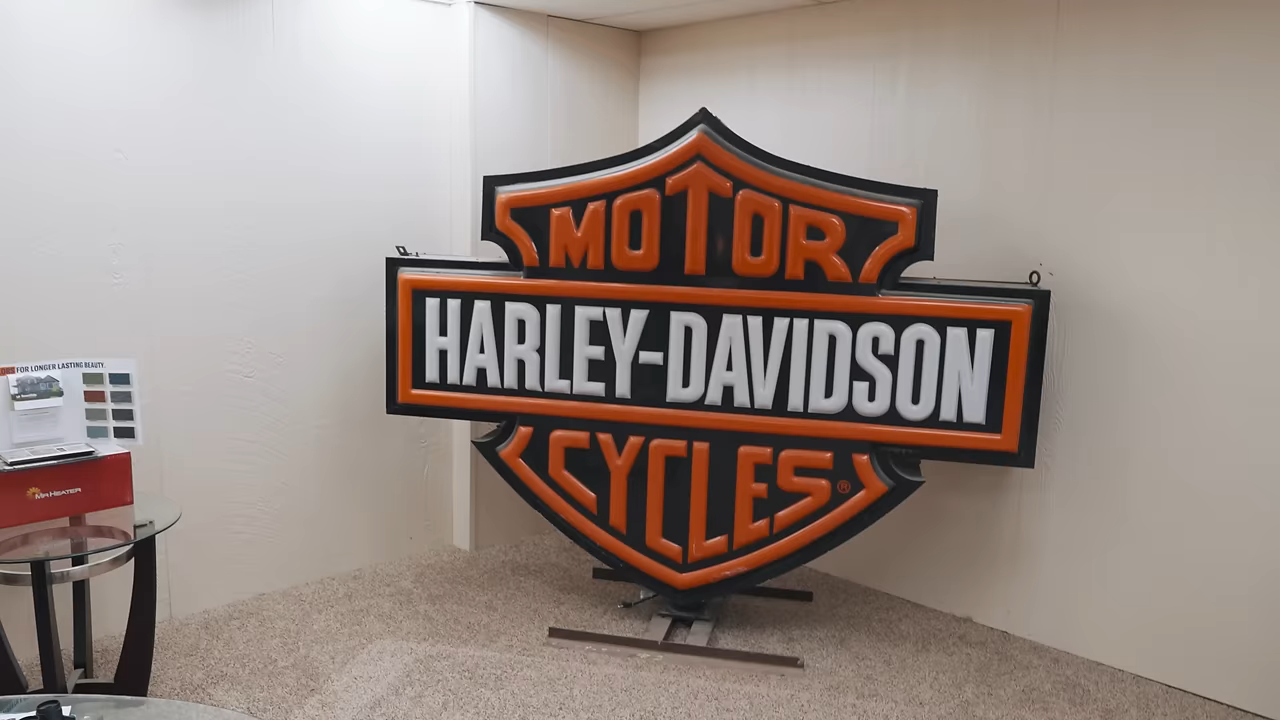 MOTOR
HARLEY-DAVIDSON
CYCLES ®
FOR LONGER LASTING BEAUTY.
MR HEATER